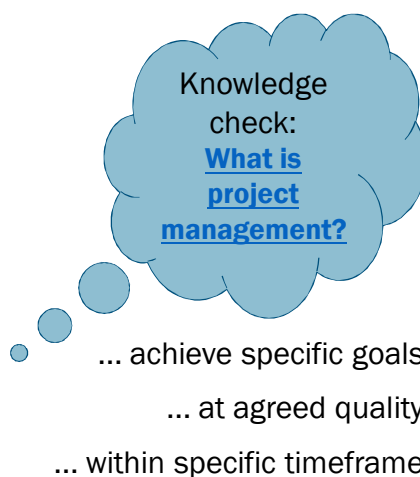 Knowledge
check:
What is
project
management?
... achieve specific goals
... at agreed quality
... within specific timeframe